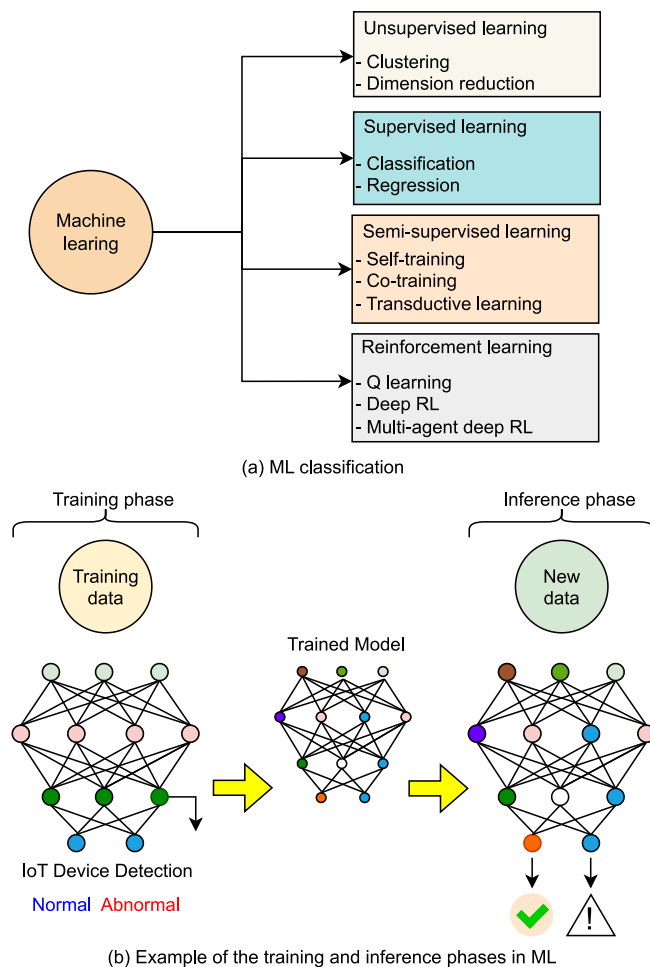 Unsupervised learning
- Clustering
- Dimension reduction
Supervised learning
- Classification
- Regression
Machine
learing
Semi-supervised learning
- Self-training
- Co-training
- Transductive learning
Reinforcement learning
- Q learning
- Deep RL
- Multi-agent deep RL
(a) ML classification
Training phase
Inference phase
Training
data
New
data
Trained Model
IoT Device Detection
Normal Abnormal
!
(b) Example of the training and inference phases in ML